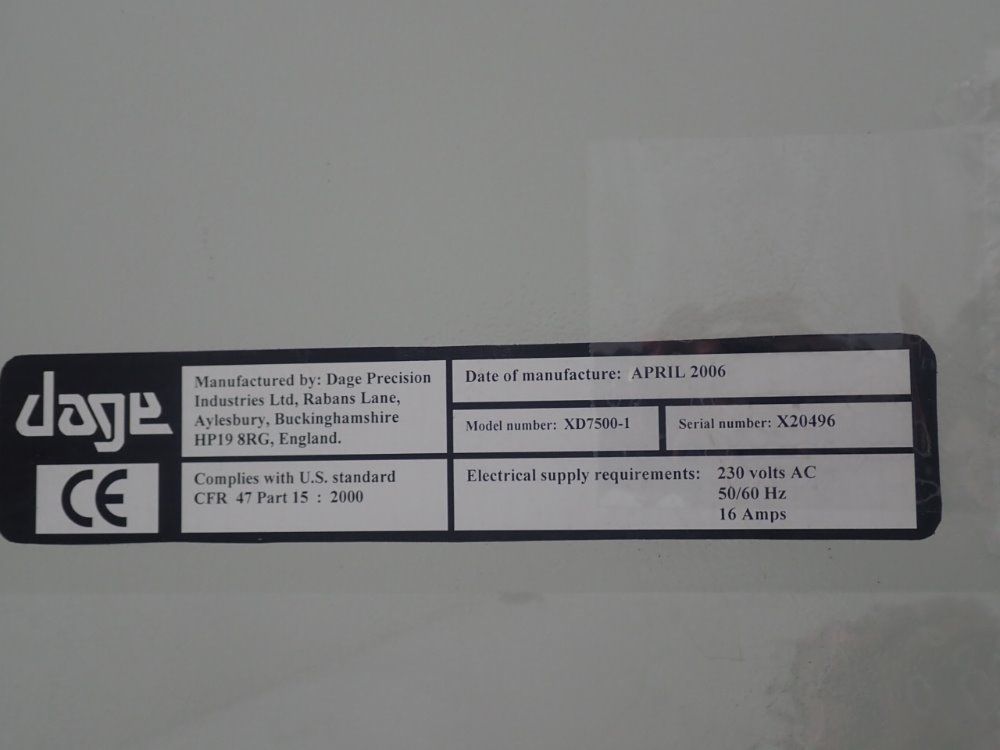 dage
CE
Manufactured by: Dage Precision
Industries Ltd, Rabans Lane,
Aylesbury, Buckinghamshire
HP19 8RG, England.
Complies with U.S. standard
CFR 47 Part 15 : 2000
Date of manufacture: APRIL 2006
Model number: XD7500-1
Serial number: X20496
Electrical supply requirements: 230 volts AC
50/60 Hz
16 Amps